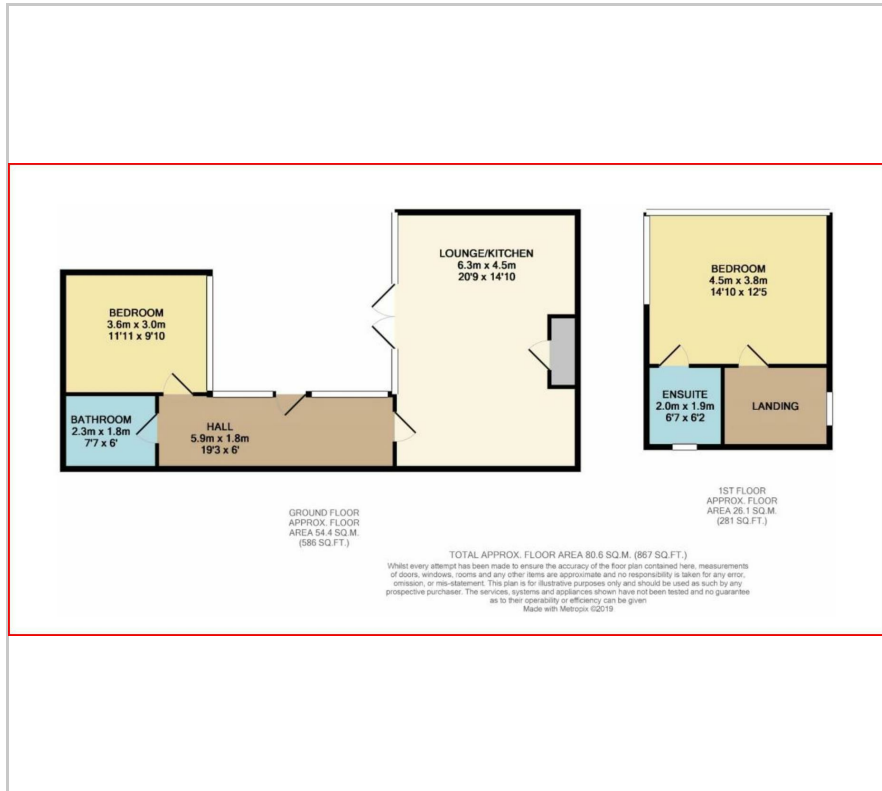 LOUNGE/KITCHEN
6.3m x 4.5m
20'9 x 14'10
BEDROOM
3.6m x 3.0m
11'11 x 9'10
BATHROOM
2.3m x 1.8m
7'7 x 6'
HALL
5.9m x 1.8m
19'3 x 6'
BEDROOM
4.5m x 3.8m
14'10 x 12'5
ENSUITE
2.0m x 1.9m
6'7 x 6'2
LANDING
GROUND FLOOR
APPROX. FLOOR
AREA 54.4 SQ.M.
(586 SQ.FT.)
1ST FLOOR
APPROX. FLOOR
AREA 26.1 SQ.M.
(281 SQ.FT.)
TOTAL APPROX. FLOOR AREA 80.6 SQ.M. (867 SQ.FT.)
Whilst every attempt has been made to ensure the accuracy of the floor plan contained here, measurements
of doors, windows, rooms and any other items are approximate and no responsibility is taken for any error,
omission, or mis-statement. This plan is for illustrative purposes only and should be used as such by any
prospective purchaser. The services, systems and appliances shown have not been tested and no guarantee
as to their operability or efficiency can be given
Made with Metropix ©2019